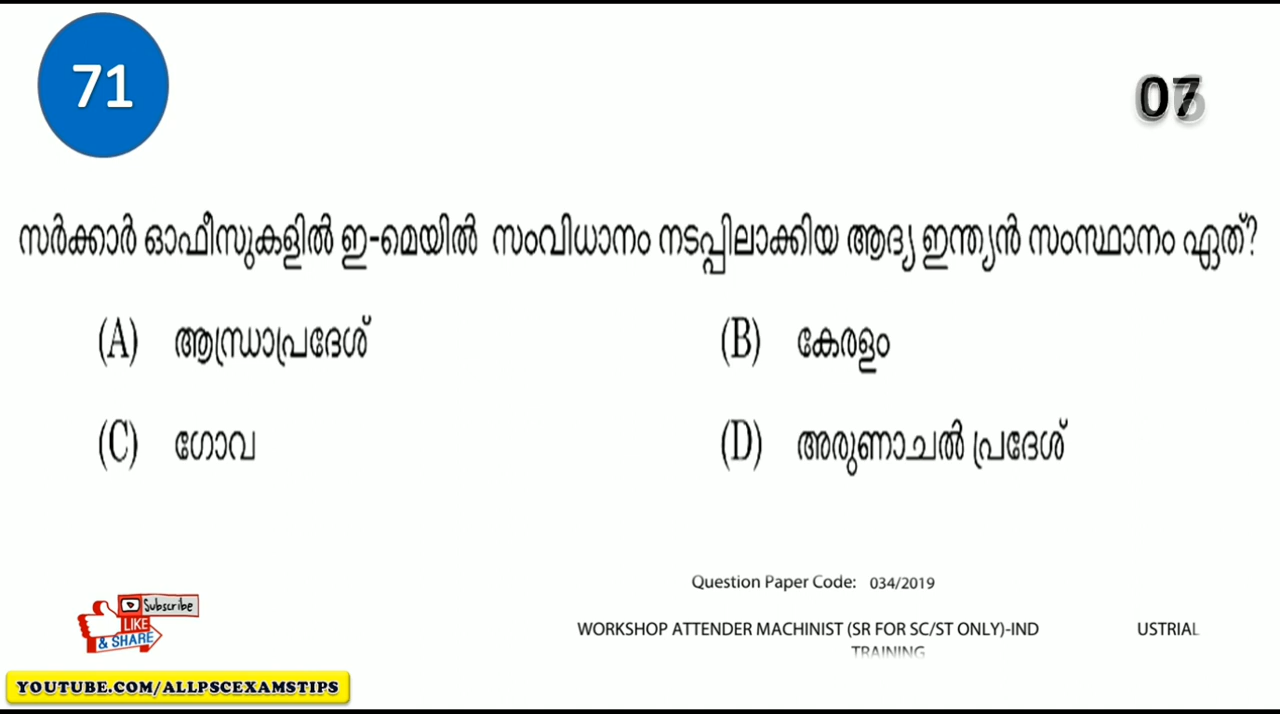 71
സർക്കാർ ഓഫീസുകളിൽ ഇ-മെയിൽ സംവിധാനം നടപ്പിലാക്കിയ ആദ്യ ഇന്ത്യൻ സംസ്ഥാനം ഏത്?
(A) ആന്ധ്രാപ്രദേശ് (B) കേരളം
(C) ഗോവ (D) അരുണാചൽ പ്രദേശ്
Question Paper Code: 034/2019
Subscribe
LIKE
& SHARE
WORKSHOP ATTENDER MACHINIST (SR FOR SC/ST ONLY)-IND USTRIAL
TRAINING
YOUTUBE.COM/ALLPSCEXAMSTIPS